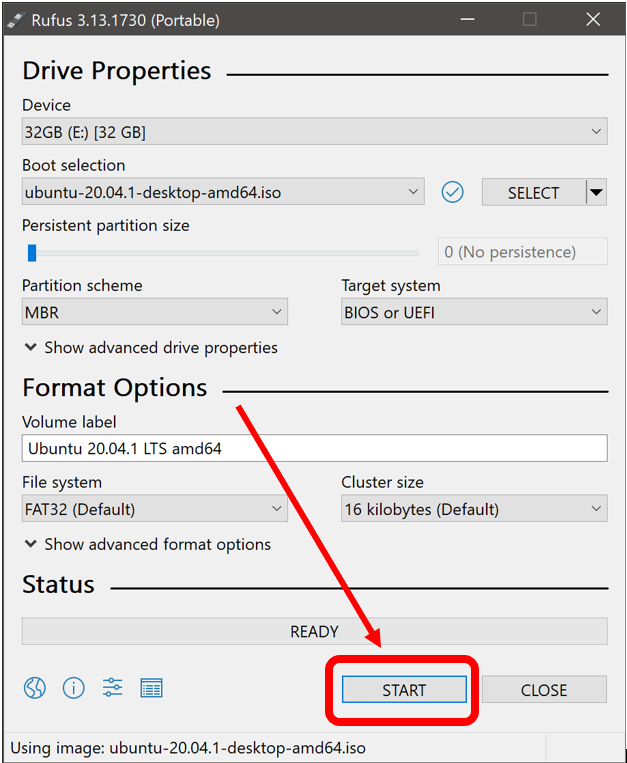 Rufus 3.13.1730 (Portable)
Drive Properties
Device
32GB (E:) [32 GB]
Boot selection
ubuntu-20.04.1-desktop-amd64.iso
SELECT
Persistent partition size
0 (No persistence)
Partition scheme
Target system
MBR
BIOS or UEFI
Show advanced drive properties
Format Options
Volume label
Ubuntu 20.04.1 LTS amd64
File system
Cluster size
FAT32 (Default)
16 kilobytes (Default)
Show advanced format options
Status
READY
START
CLOSE
Using image: ubuntu-20.04.1-desktop-amd64.iso